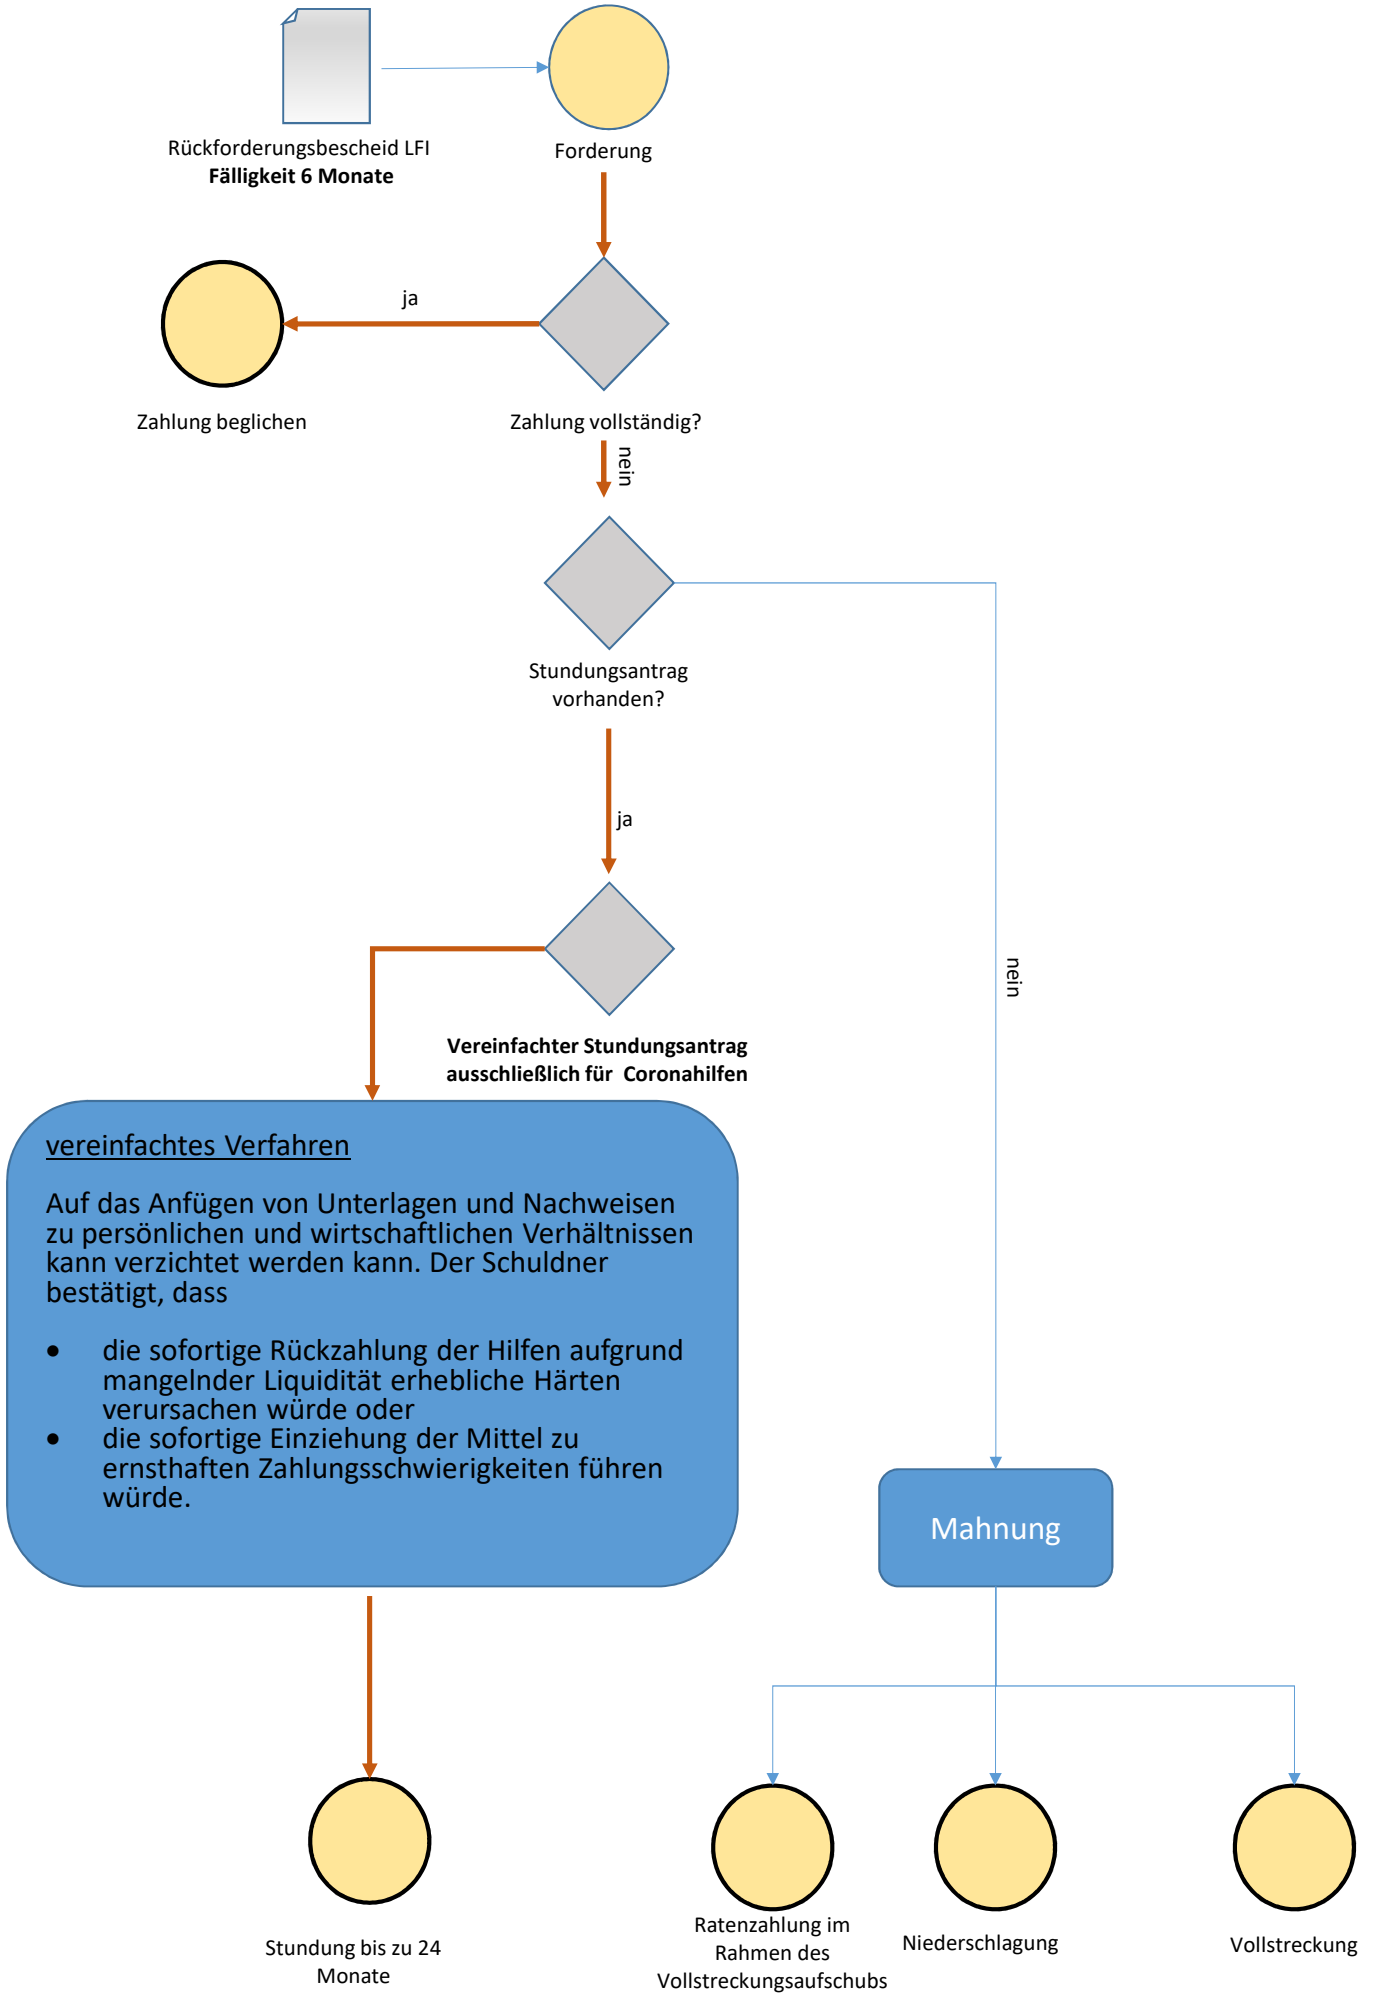 Rückforderungsbescheid LFI
Fälligkeit 6 Monate
Forderung
ja
Zahlung beglichen
Zahlung vollständig?
nein
Stundungsantrag
vorhanden?
ja
nein
Vereinfachter Stundungsantrag
ausschließlich für Coronahilfen
vereinfachtes Verfahren
Auf das Anfügen von Unterlagen und Nachweisen
zu persönlichen und wirtschaftlichen Verhältnissen
kann verzichtet werden kann. Der Schuldner
bestätigt, dass
• die sofortige Rückzahlung der Hilfen aufgrund
mangelnder Liquidität erhebliche Härten
verursachen würde oder
• die sofortige Einziehung der Mittel zu
ernsthaften Zahlungsschwierigkeiten führen
würde.
Mahnung
Stundung bis zu 24
Monate
Ratenzahlung im
Rahmen des
Vollstreckungsaufschubs
Niederschlagung
Vollstreckung